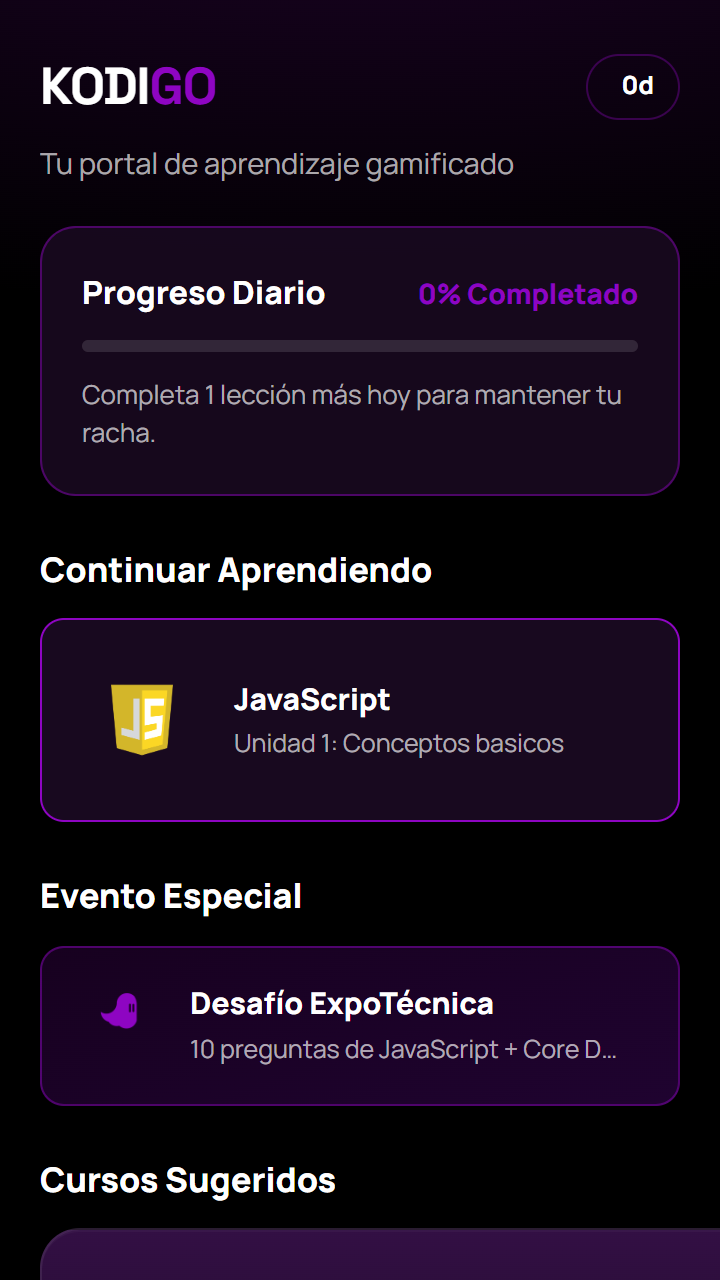 KODIGO
0d
Tu portal de aprendizaje gamificado
Progreso Diario
0% Completado
Completa 1 lección más hoy para mantener tu
racha.
Continuar Aprendiendo
JS
JavaScript
Unidad 1: Conceptos basicos
Evento Especial
Desafío ExpoTécnica
10 preguntas de JavaScript + Core D...
Cursos Sugeridos